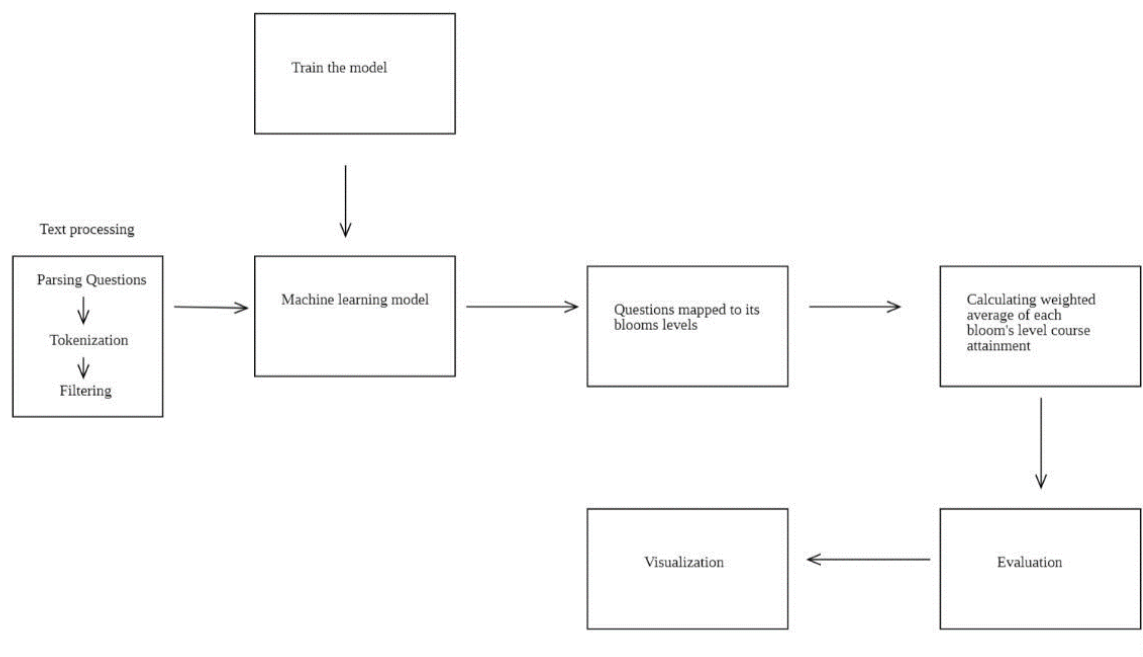 Train the model
Text processing
Parsing Questions
Tokenization
Filtering
Machine learning model
Questions mapped to its
blooms levels
Calculating weighted
average of each
bloom's level course
attainment
Visualization
Evaluation